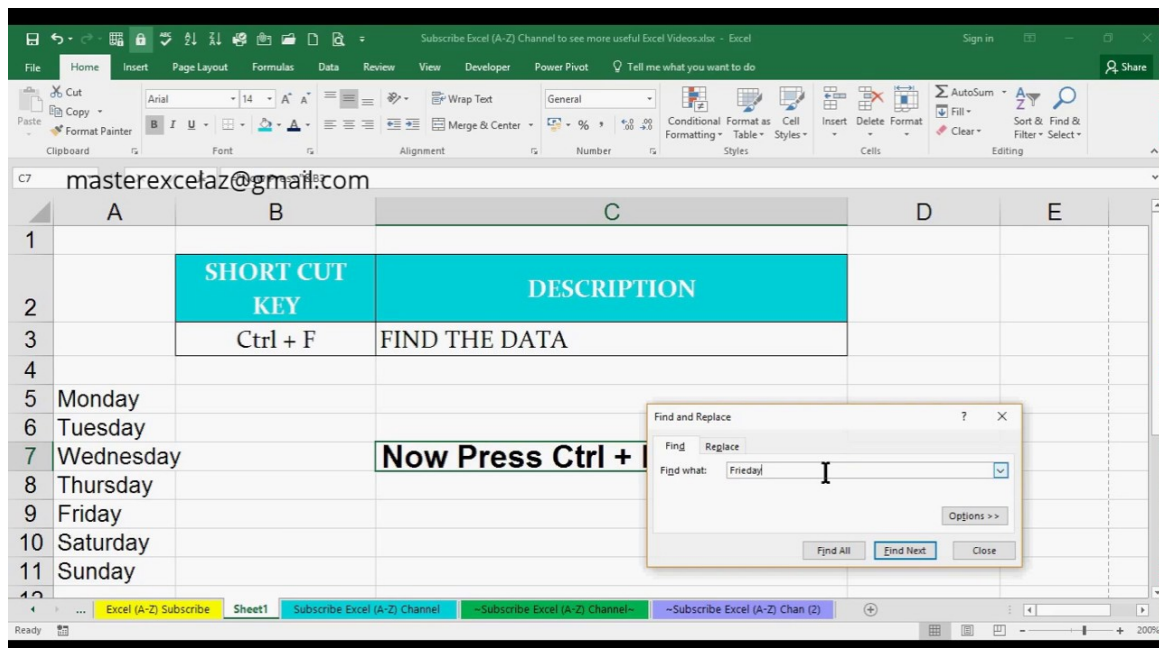 Subscribe Excel (A-Z) Channel to see more useful Excel Videos.xlsx - Excel
Sign in
File Home Insert Page Layout Formulas Data Review View Developer Power Pivot Tell me what you want to do Share
Paste
Cut
Copy
Format Painter
Clipboard
Arial 14 A A
B I U A
Font
Wrap Text
Merge & Center
Alignment
General
% ,
Number
Conditional Formatting
Format as Table
Cell Styles
Styles
Insert Delete Format
Cells
AutoSum
Fill
Clear
Sort & Filter
Find & Select
Editing
C7
masterexcelaz@gmail.com
A B C D E
1
2 SHORT CUT KEY DESCRIPTION
3 Ctrl + F FIND THE DATA
4
5 Monday
6 Tuesday
7 Wednesday Now Press Ctrl +
8 Thursday
9 Friday
10 Saturday
11 Sunday
Find and Replace ? ×
Find Replace
Find what: Frieday
Options >>
Find All Find Next Close
... Excel (A-Z) Subscribe Sheet1 Subscribe Excel (A-Z) Channel ~Subscribe Excel (A-Z) Channel~ ~Subscribe Excel (A-Z) Chan (2)
Ready 200%